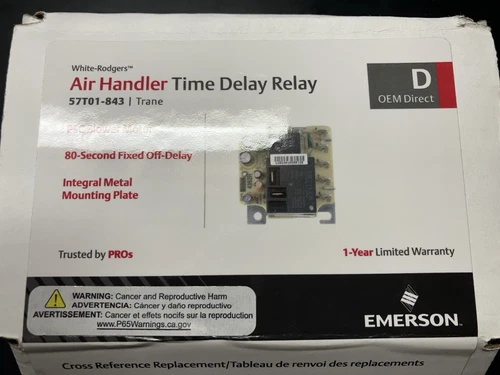 White-Rodgers™
Air Handler Time Delay Relay
57T01-843 | Trane
D
OEM Direct
80-Second Fixed Off-Delay
Integral Metal
Mounting Plate
Trusted by PROs
1-Year Limited Warranty
WARNING: Cancer and Reproductive Harm
ADVERTENCIA: Cáncer y daño reproductivo
AVERTISSEMENT: Cancer et effets nocifs sur la reproduction
www.P65Warnings.ca.gov
EMERSON
Cross Reference Replacement/Tableau de renvoi des replacements